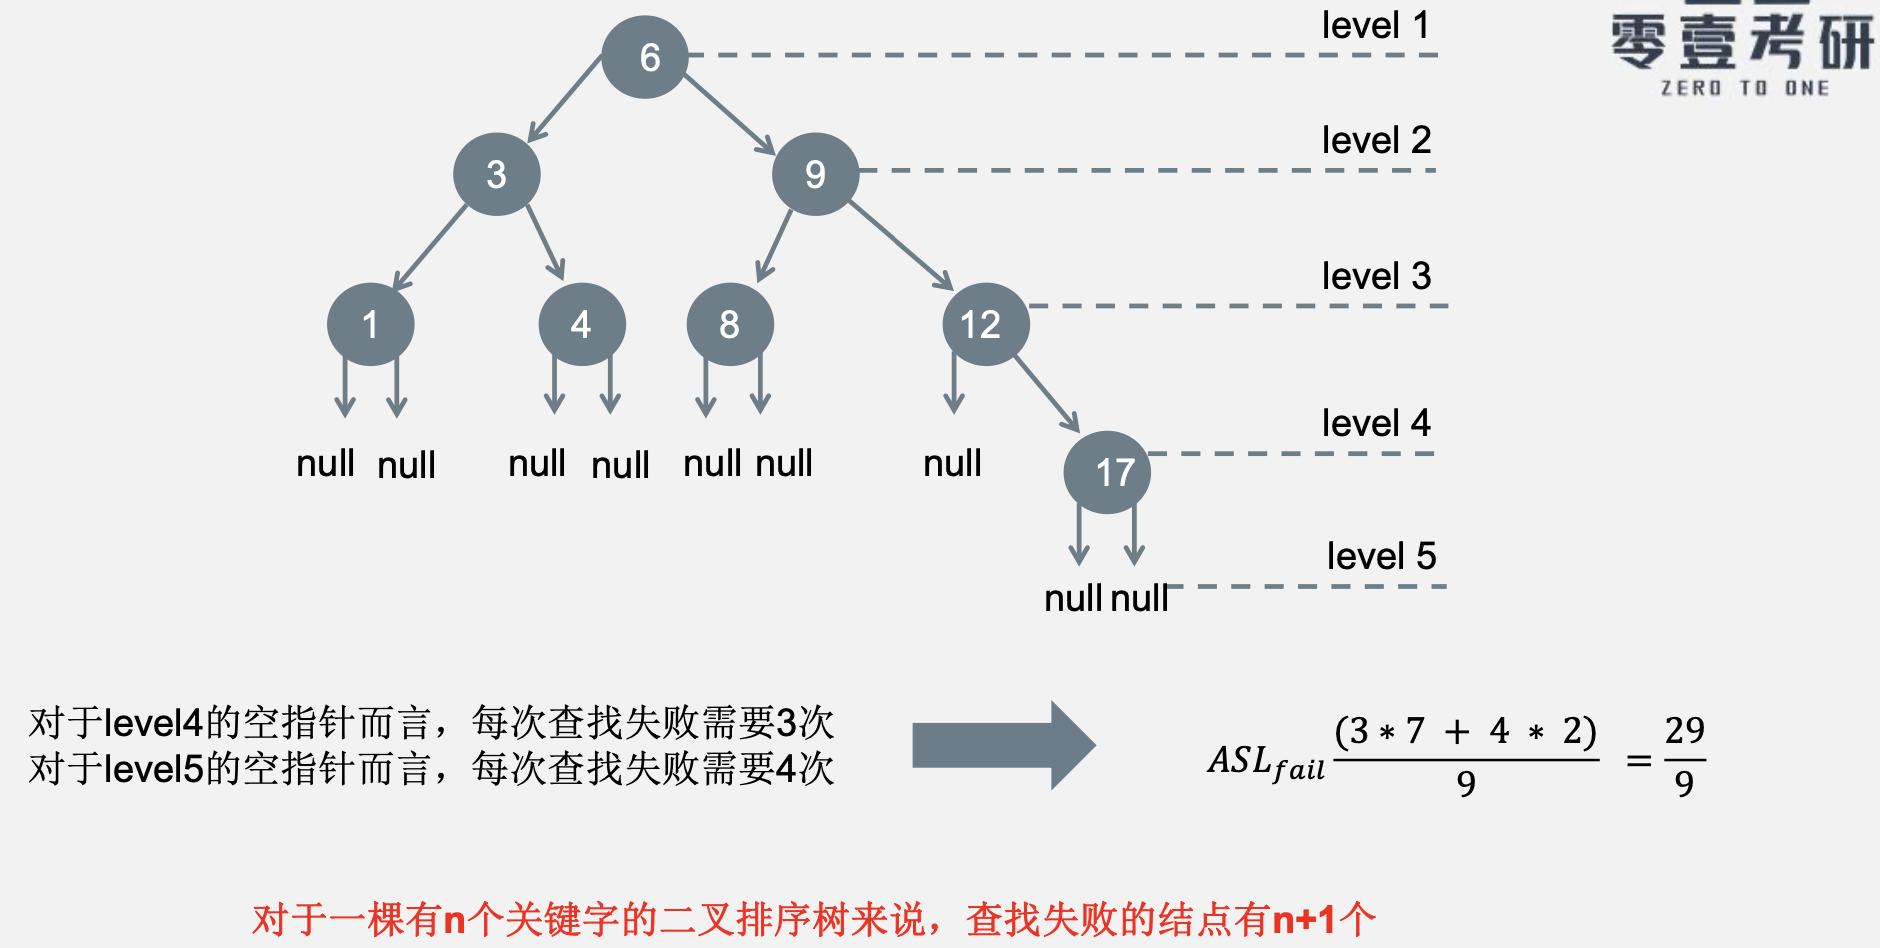 零壹考研
ZERO TO ONE
6
level 1
3
9
level 2
1
4
8
12
level 3
null null null null null null null
17
level 4
null null
level 5
对于level4的空指针而言，每次查找失败需要3次
对于level5的空指针而言，每次查找失败需要4次
ASL_fail (3 * 7 + 4 * 2) / 9 = 29 / 9
对于一棵有n个关键字的二叉排序树来说，查找失败的结点有n+1个